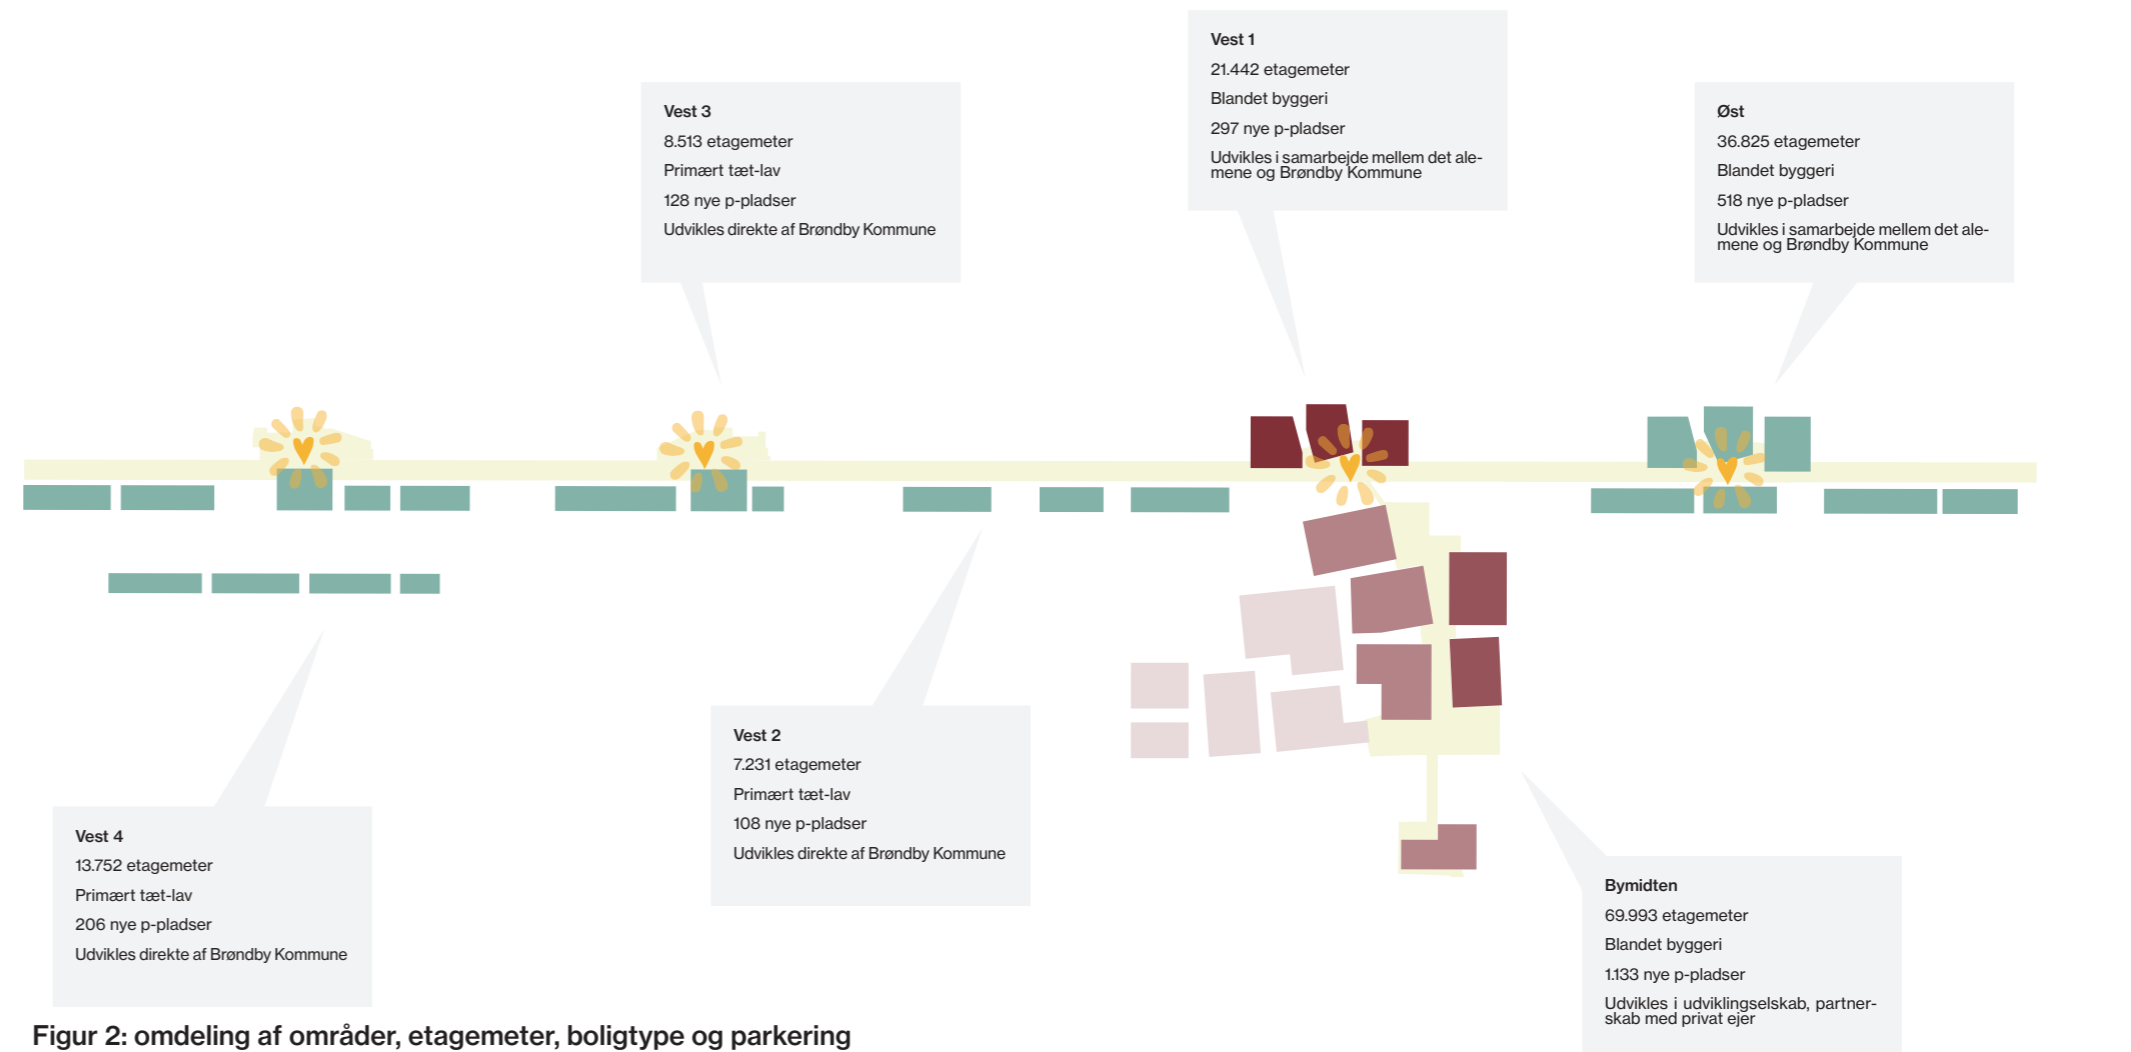 Vest 1
21.442 etagemeter
Blandet byggeri
297 nye p-pladser
Udvikles i samarbejde mellem det ale-
mene og Brøndby Kommune
Vest 3
8.513 etagemeter
Primært tæt-lav
128 nye p-pladser
Udvikles direkte af Brøndby Kommune
Øst
36.825 etagemeter
Blandet byggeri
518 nye p-pladser
Udvikles i samarbejde mellem det ale-
mene og Brøndby Kommune
Vest 2
7.231 etagemeter
Primært tæt-lav
108 nye p-pladser
Udvikles direkte af Brøndby Kommune
Vest 4
13.752 etagemeter
Primært tæt-lav
206 nye p-pladser
Udvikles direkte af Brøndby Kommune
Bymidten
69.993 etagemeter
Blandet byggeri
1.133 nye p-pladser
Udvikles i udviklingselskab, partner-
skab med privat ejer
Figur 2: omdeling af områder, etagemeter, boligtype og parkering